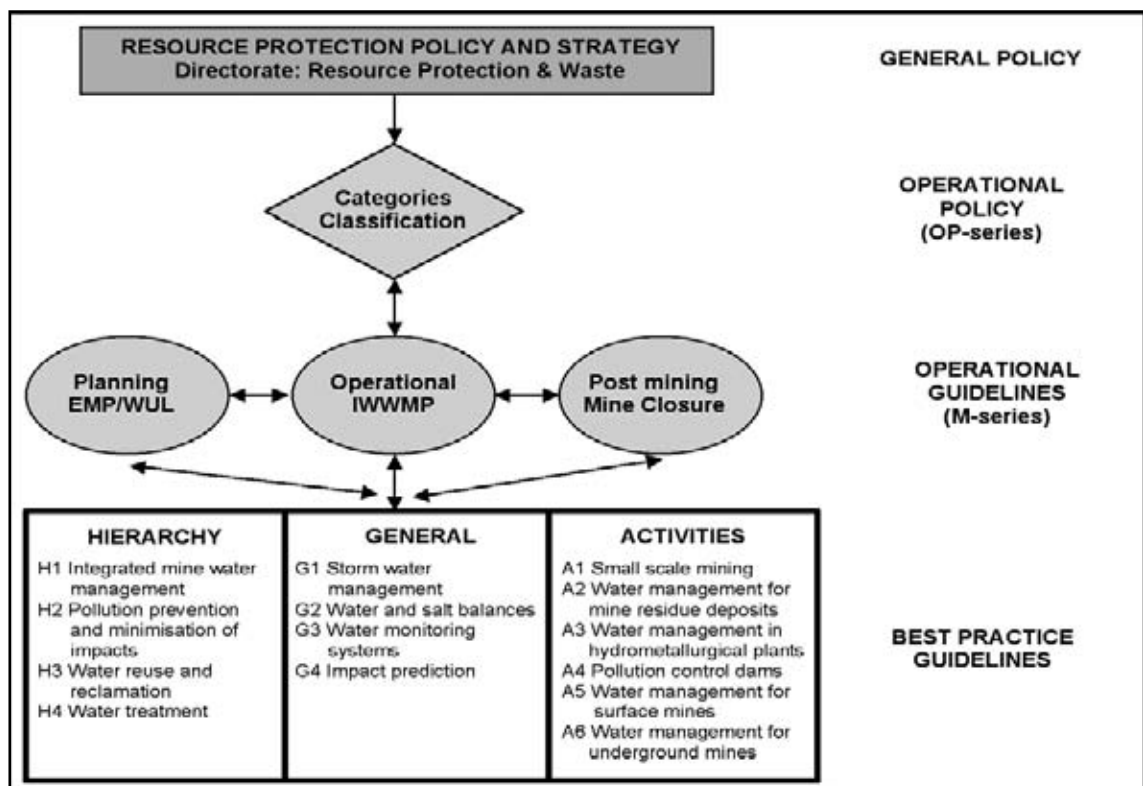 RESOURCE PROTECTION POLICY AND STRATEGY
Directorate: Resource Protection & Waste
GENERAL POLICY
Categories
Classification
OPERATIONAL
POLICY
(OP-series)
Planning
EMP/WUL
Operational
IWWMP
Post mining
Mine Closure
OPERATIONAL
GUIDELINES
(M-series)
HIERARCHY
H1 Integrated mine water
management
H2 Pollution prevention
and minimisation of
impacts
H3 Water reuse and
reclamation
H4 Water treatment
GENERAL
G1 Storm water
management
G2 Water and salt balances
G3 Water monitoring
systems
G4 Impact prediction
ACTIVITIES
A1 Small scale mining
A2 Water management for
mine residue deposits
A3 Water management in
hydrometallurgical plants
A4 Pollution control dams
A5 Water management for
surface mines
A6 Water management for
underground mines
BEST PRACTICE
GUIDELINES